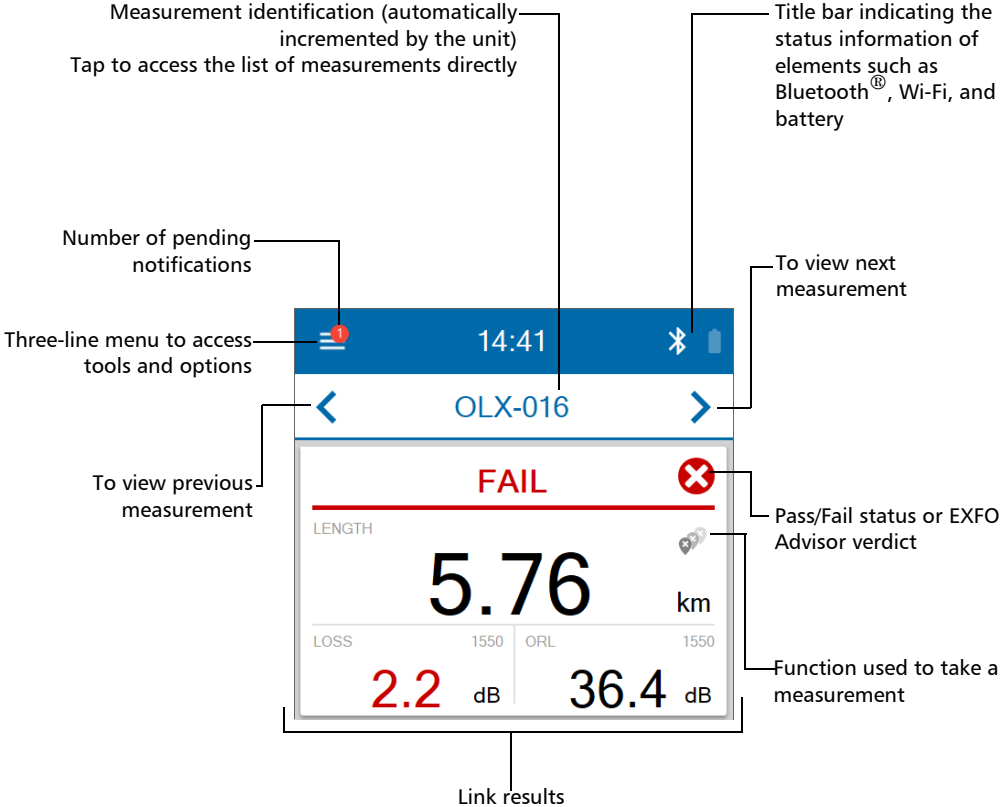 Measurement identification (automatically
incremented by the unit)
Tap to access the list of measurements directly
Title bar indicating the
status information of
elements such as
Bluetooth®, Wi-Fi, and
battery
Number of pending
notifications
To view next
measurement
Three-line menu to access
tools and options
1
14:41
OLX-016
To view previous
measurement
FAIL
Pass/Fail status or EXFO
Advisor verdict
LENGTH
5.76 km
LOSS 1550 ORL 1550
2.2 dB 36.4 dB
Function used to take a
measurement
Link results